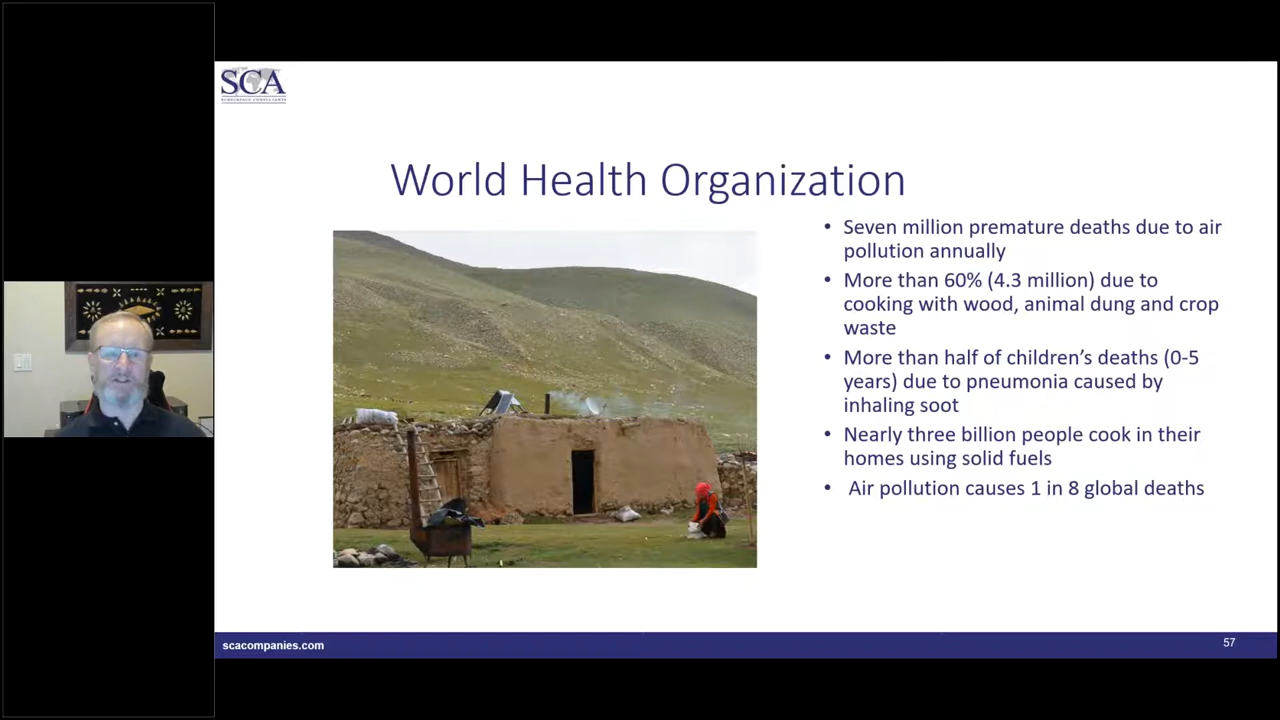 SCA
SUBSURFACE CONSULTANTS
World Health Organization
• Seven million premature deaths due to air
pollution annually
• More than 60% (4.3 million) due to
cooking with wood, animal dung and crop
waste
• More than half of children’s deaths (0-5
years) due to pneumonia caused by
inhaling soot
• Nearly three billion people cook in their
homes using solid fuels
• Air pollution causes 1 in 8 global deaths
scacompanies.com
57